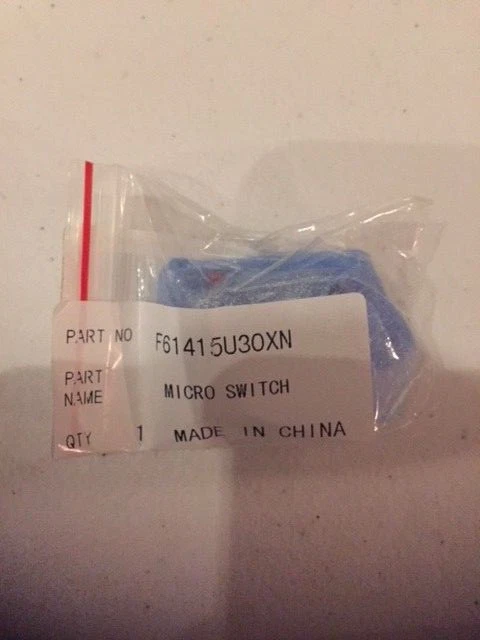 PART NO F61415U30XN
PART NAME MICRO SWITCH
QTY 1 MADE IN CHINA